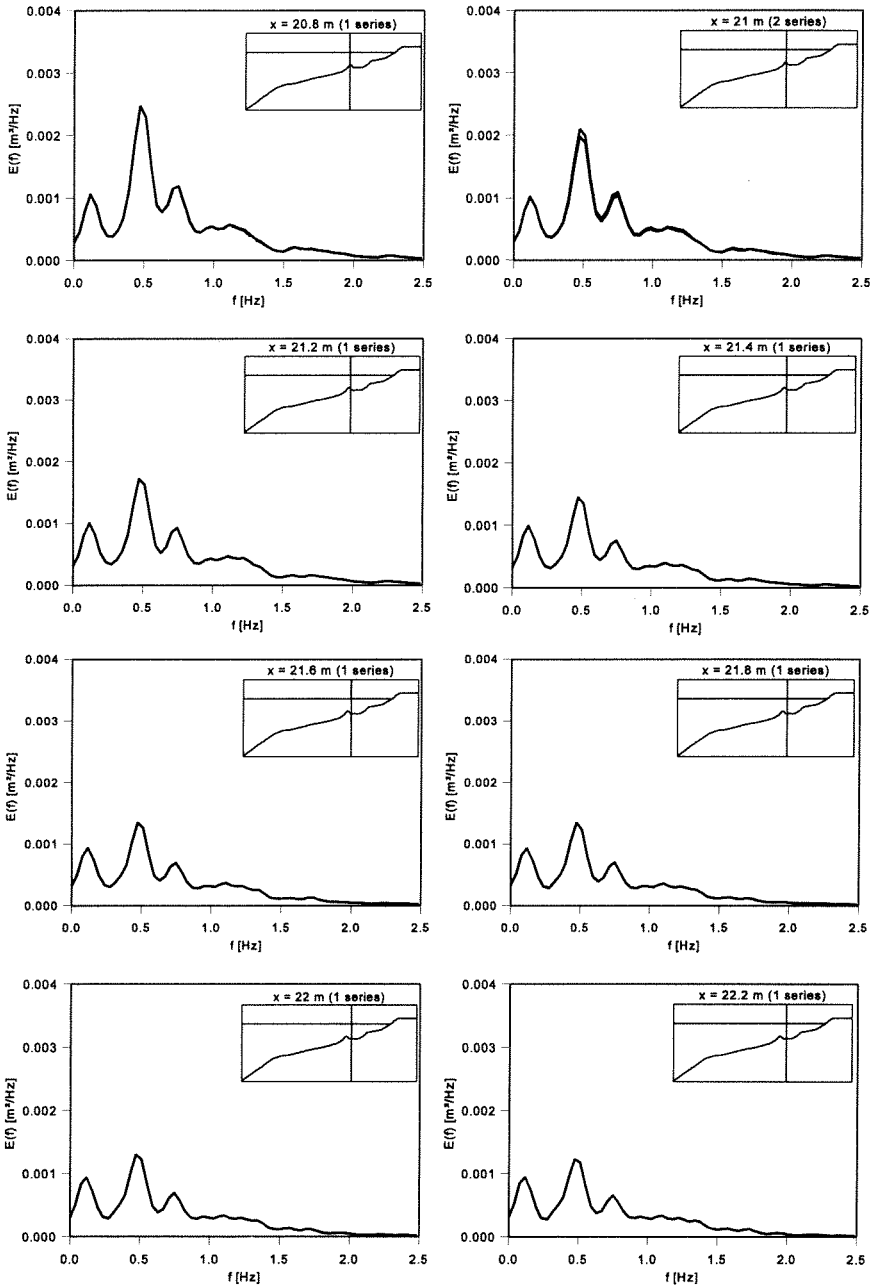 x = 20.8 m (1 series)
0.004
0.003
0.002
0.001
0.000
E(f) [m²/Hz]
0.0 0.5 1.0 1.5 2.0 2.5
f [Hz]
x = 21 m (2 series)
0.004
0.003
0.002
0.001
0.000
E(f) [m²/Hz]
0.0 0.5 1.0 1.5 2.0 2.5
f [Hz]
x = 21.2 m (1 series)
0.004
0.003
0.002
0.001
0.000
E(f) [m²/Hz]
0.0 0.5 1.0 1.5 2.0 2.5
f [Hz]
x = 21.4 m (1 series)
0.004
0.003
0.002
0.001
0.000
E(f) [m²/Hz]
0.0 0.5 1.0 1.5 2.0 2.5
f [Hz]
x = 21.6 m (1 series)
0.004
0.003
0.002
0.001
0.000
E(f) [m²/Hz]
0.0 0.5 1.0 1.5 2.0 2.5
f [Hz]
x = 21.8 m (1 series)
0.004
0.003
0.002
0.001
0.000
E(f) [m²/Hz]
0.0 0.5 1.0 1.5 2.0 2.5
f [Hz]
x = 22 m (1 series)
0.004
0.003
0.002
0.001
0.000
E(f) [m²/Hz]
0.0 0.5 1.0 1.5 2.0 2.5
f [Hz]
x = 22.2 m (1 series)
0.004
0.003
0.002
0.001
0.000
E(f) [m²/Hz]
0.0 0.5 1.0 1.5 2.0 2.5
f [Hz]